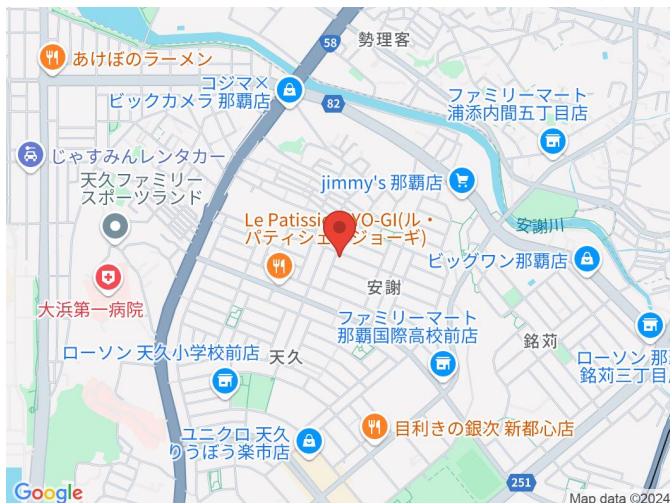 58
勢理客
あけぼのラーメン
コジマ×
ビックカメラ 那覇店
82
ファミリーマート
浦添内間五丁目店
じゃすみんレンタカー
天久ファミリー
スポーツランド
jimmy's 那覇店
Le Patissi YO-GI(ル・
パティシェ ジョーギ)
安謝川
ビッグワン那覇店
大浜第一病院
安謝
ファミリーマート
那覇国際高校前店
銘苅
ローソン 天久小学校前店
天久
ローソン 那
銘苅三丁目
ユニクロ 天久
りうぼう楽市店
目利きの銀次 新都心店
251
Google
Map data ©2024